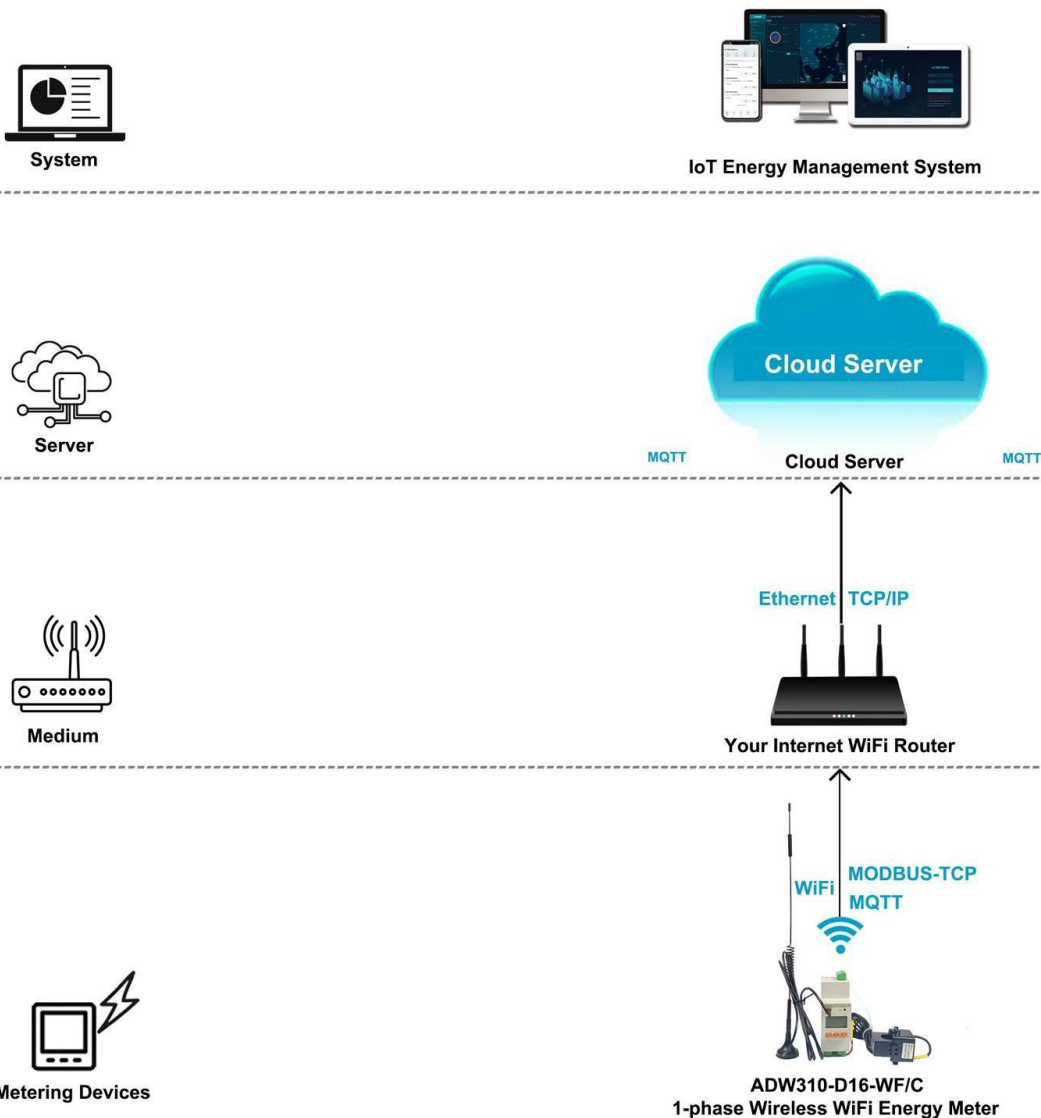 System
IoT Energy Management System
Cloud Server
Server
MQTT
Cloud Server
MQTT
Ethernet TCP/IP
Medium
Your Internet WiFi Router
WiFi
MODBUS-TCP
MQTT
Metering Devices
ADW310-D16-WF/C
1-phase Wireless WiFi Energy Meter